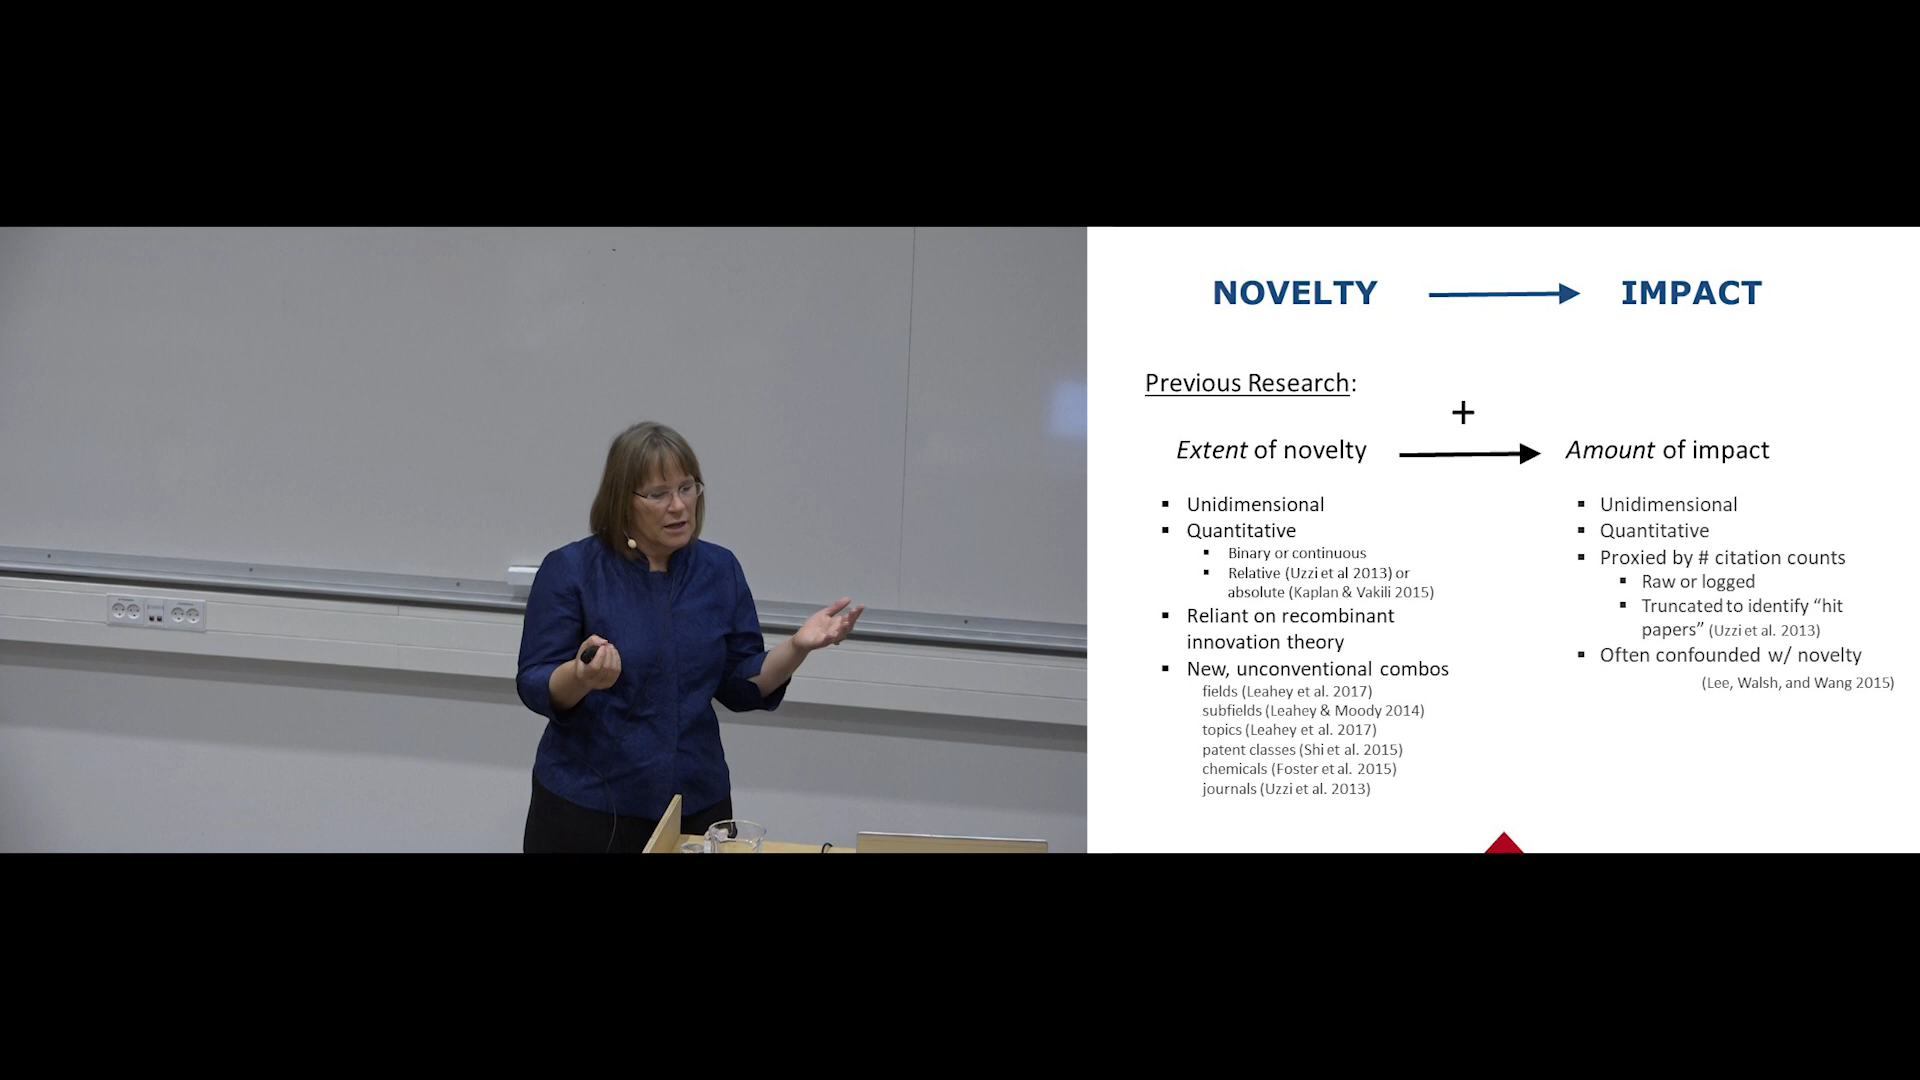 NOVELTY IMPACT
Previous Research:
+
Extent of novelty
Amount of impact
▪ Unidimensional
▪ Quantitative
▪ Binary or continuous
▪ Relative (Uzzi et al 2013) or
absolute (Kaplan & Vakili 2015)
▪ Reliant on recombinant
innovation theory
▪ New, unconventional combos
fields (Leahey et al. 2017)
subfields (Leahey & Moody 2014)
topics (Leahey et al. 2017)
patent classes (Shi et al. 2015)
chemicals (Foster et al. 2015)
journals (Uzzi et al. 2013)
▪ Unidimensional
▪ Quantitative
▪ Proxied by # citation counts
▪ Raw or logged
▪ Truncated to identify “hit
papers” (Uzzi et al. 2013)
▪ Often confounded w/ novelty
(Lee, Walsh, and Wang 2015)